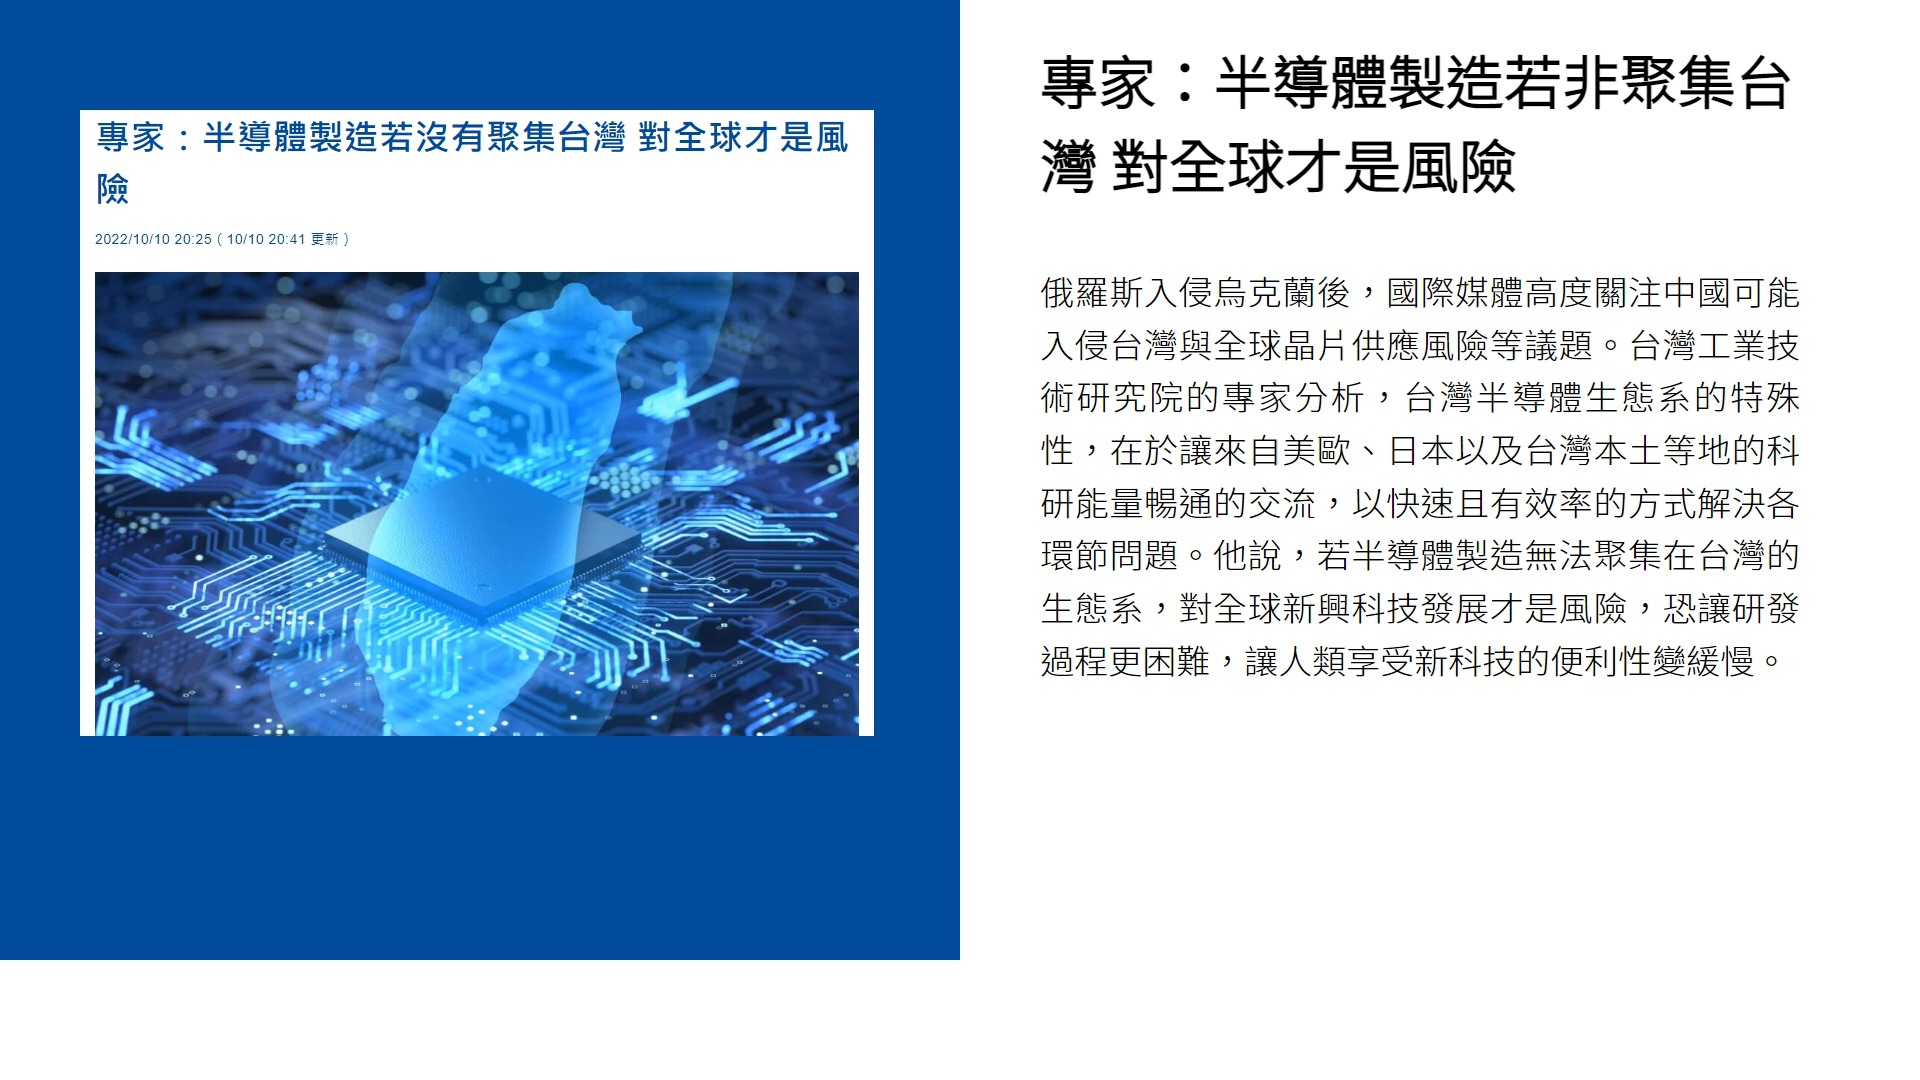 專家：半導體製造若沒有聚集台灣 對全球才是風
險
2022/10/10 20:25（10/10 20:41 更新）
專家：半導體製造若非聚集台
灣 對全球才是風險
俄羅斯入侵烏克蘭後，國際媒體高度關注中國可能
入侵台灣與全球晶片供應風險等議題。台灣工業技
術研究院的專家分析，台灣半導體生態系的特殊
性，在於讓來自美歐、日本以及台灣本土等地的科
研能量暢通的交流，以快速且有效率的方式解決各
環節問題。他說，若半導體製造無法聚集在台灣的
生態系，對全球新興科技發展才是風險，恐讓研發
過程更困難，讓人類享受新科技的便利性變緩慢。